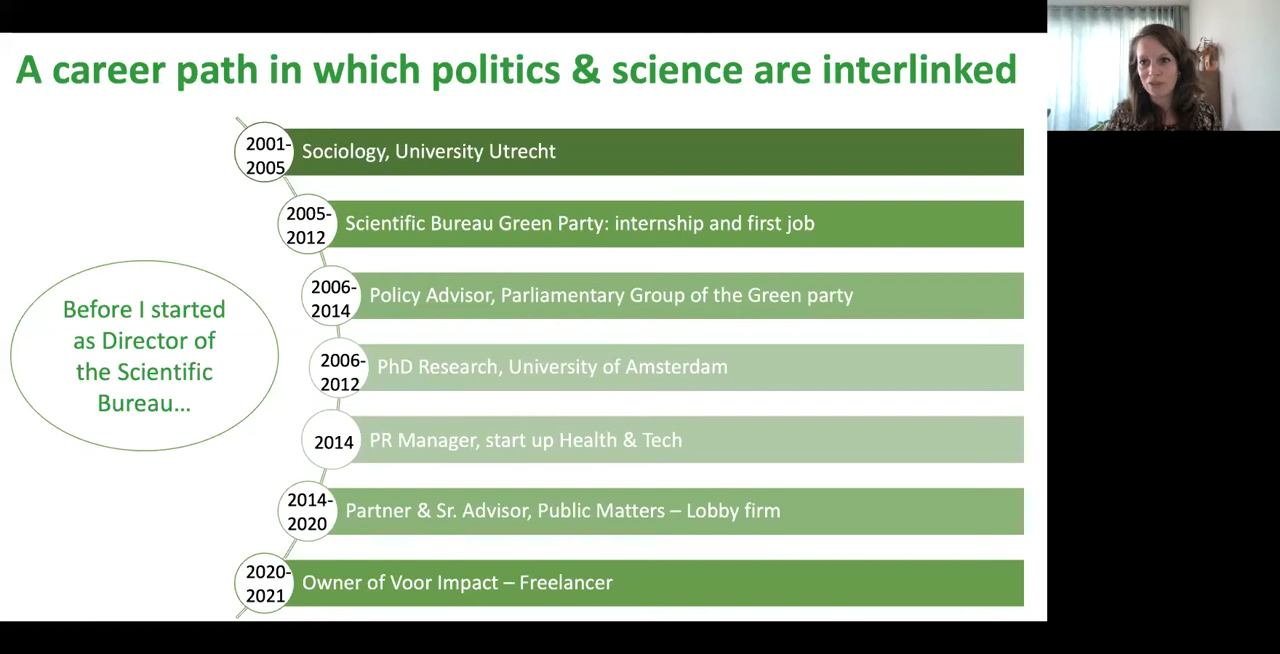 A career path in which politics & science are interlinked
2001-
2005
Sociology, University Utrecht
2005-
2012
Scientific Bureau Green Party: internship and first job
2006-
2014
Policy Advisor, Parliamentary Group of the Green party
2006-
2012
PhD Research, University of Amsterdam
2014
PR Manager, start up Health & Tech
2014-
2020
Partner & Sr. Advisor, Public Matters – Lobby firm
2020-
2021
Owner of Voor Impact – Freelancer
Before I started
as Director of
the Scientific
Bureau…